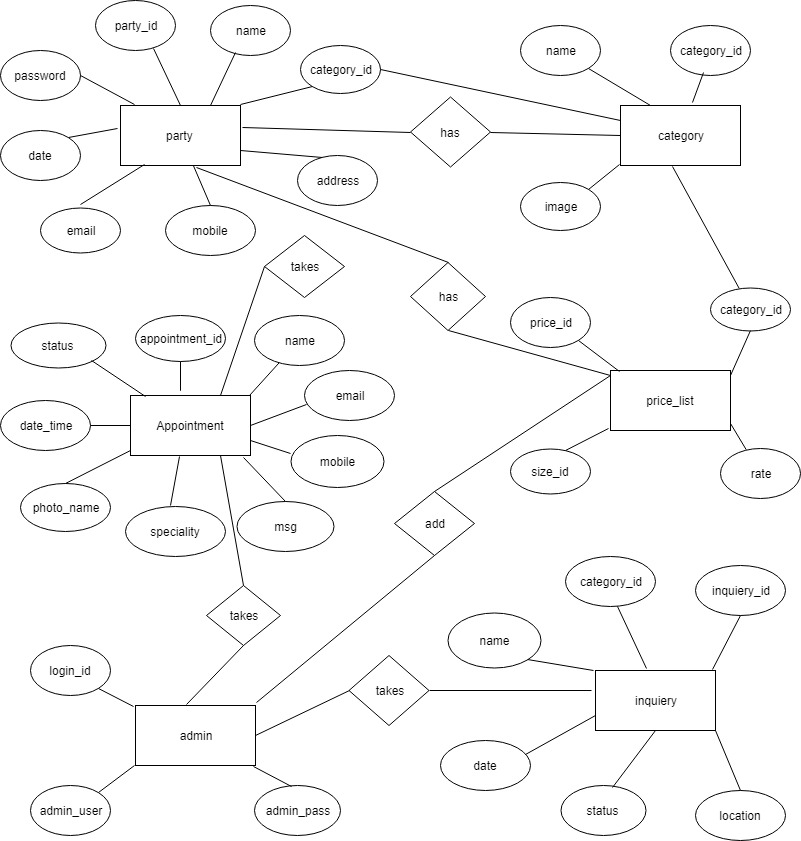 party_id
name
name
category_id
category_id
password
party
has
category
date
address
image
email
mobile
takes
has
category_id
price_id
appointment_id
name
status
email
price_list
date_time
Appointment
mobile
size_id
rate
photo_name
speciality
msg
add
category_id
inquiery_id
takes
name
login_id
takes
inquiery
admin
date
admin_user
admin_pass
status
location